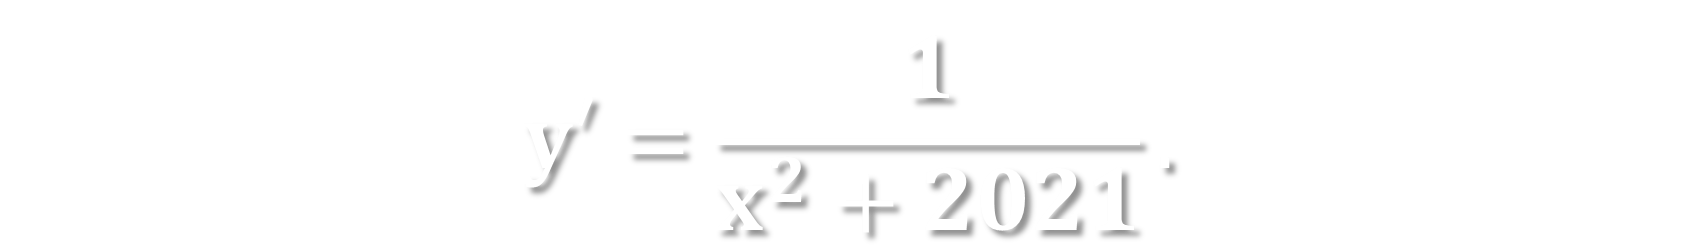 y′ = 1/(x² + 2021).